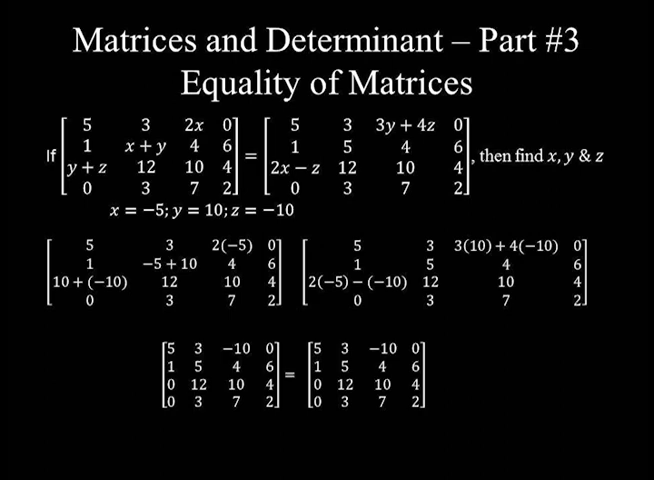 Matrices and Determinant – Part #3
Equality of Matrices
If [ 5 3 2x 0 ] = [ 5 3 3y + 4z 0 ]
[ 1 x + y 4 6 ] [ 1 5 4 6 ]
[ y + z 12 10 4 ] [ 2x − z 12 10 4 ] , then find x, y & z
[ 0 3 7 2 ] [ 0 3 7 2 ]
x = −5; y = 10; z = −10
[ 5 3 2(−5) 0 ] [ 5 3 3(10) + 4(−10) 0 ]
[ 1 −5 + 10 4 6 ] [ 1 5 4 6 ]
[ 10 + (−10) 12 10 4 ] [ 2(−5) − (−10) 12 10 4 ]
[ 0 3 7 2 ] [ 0 3 7 2 ]
[ 5 3 −10 0 ] = [ 5 3 −10 0 ]
[ 1 5 4 6 ] [ 1 5 4 6 ]
[ 0 12 10 4 ] [ 0 12 10 4 ]
[ 0 3 7 2 ] [ 0 3 7 2 ]